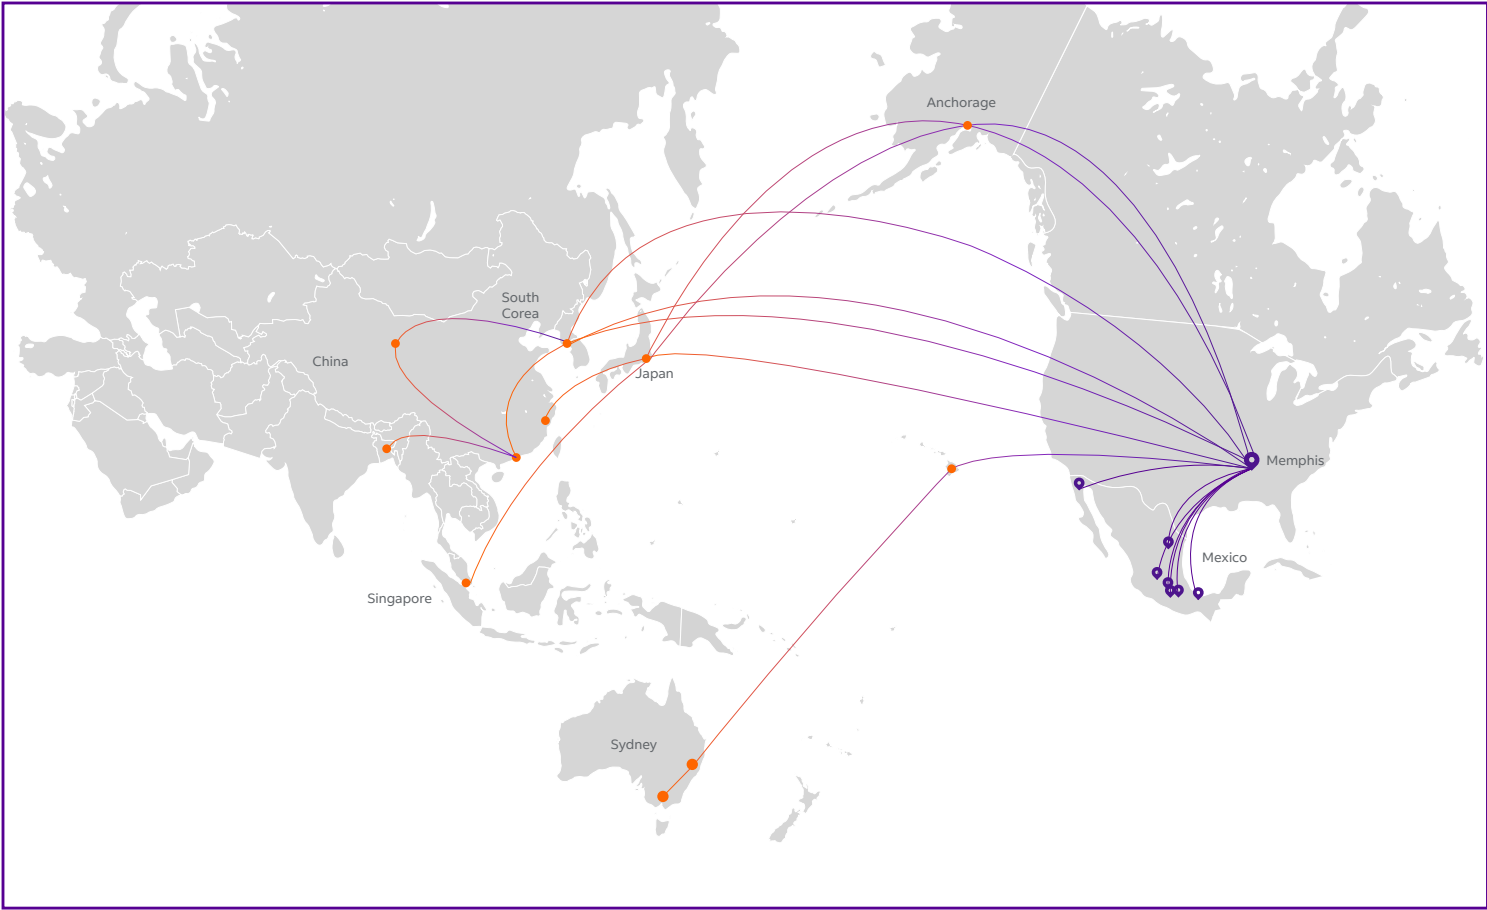 Anchorage
South
Corea
China
Japan
Memphis
Mexico
Singapore
Sydney